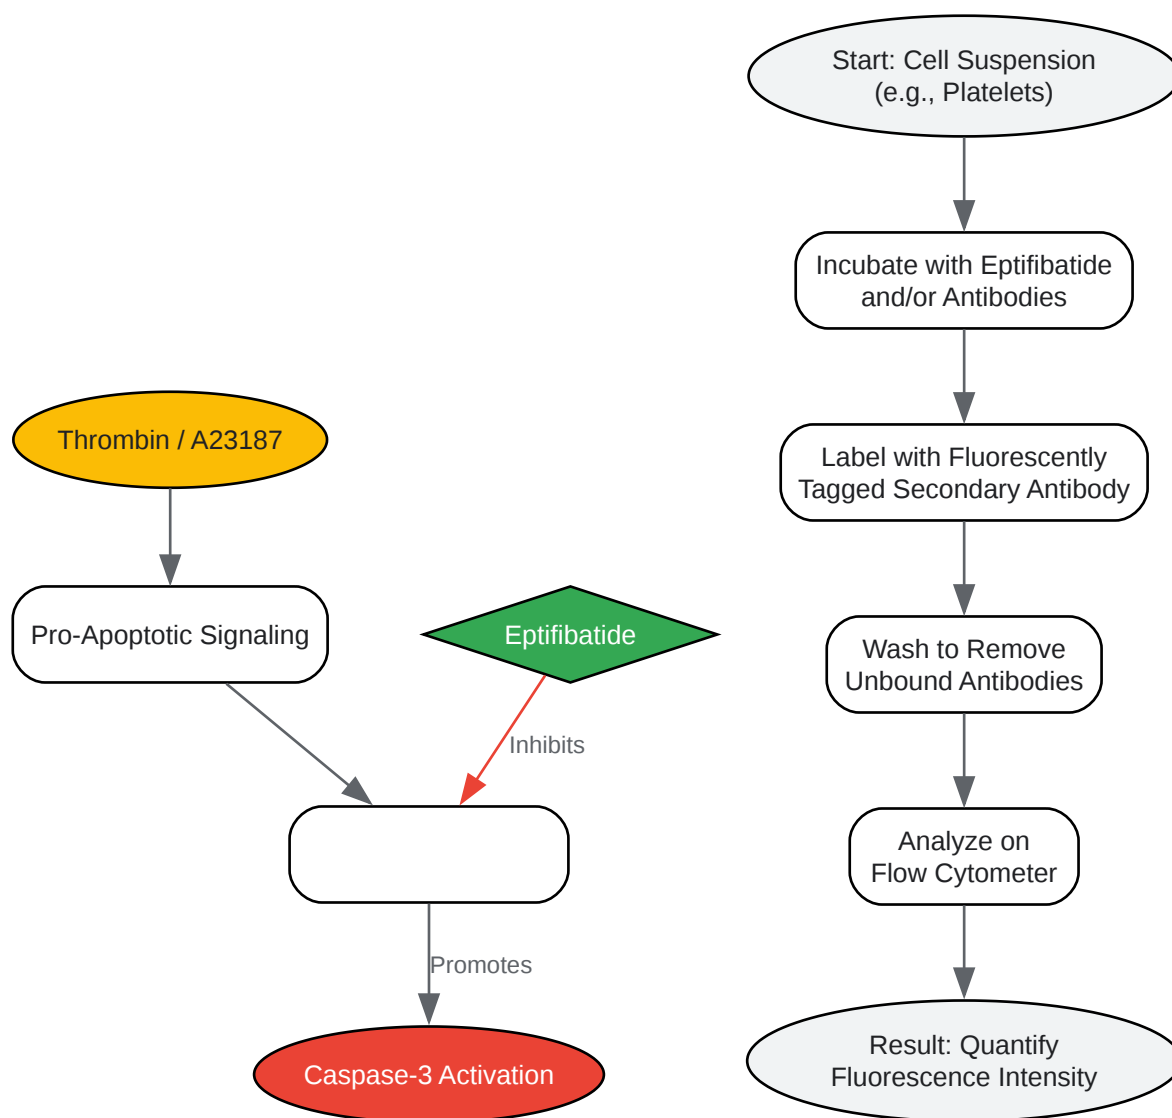 Start: Cell Suspension
(e.g., Platelets)
Incubate with Eptifibatide
and/or Antibodies
Label with Fluorescently
Tagged Secondary Antibody
Wash to Remove
Unbound Antibodies
Analyze on
Flow Cytometer
Result: Quantify
Fluorescence Intensity
Thrombin / A23187
Pro-Apoptotic Signaling
Eptifibatide
Inhibits
Promotes
Caspase-3 Activation